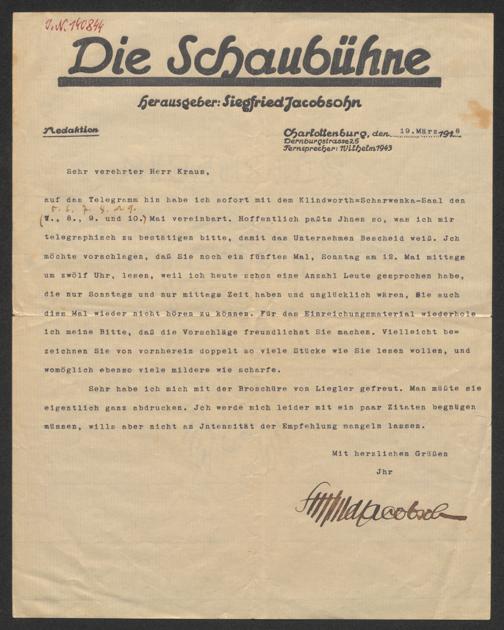 J.N. 140844
Die Schaubühne
Herausgeber: Siegfried Jacobsohn
Redaktion
Charlottenburg, den 19. März 1918
Dernburgstrasse 25
Fernsprecher: Wilhelm 1943
Sehr verehrter Herr Kraus,
auf das Telegramm hin habe ich sofort mit dem Klindworth=Scharwenka=Saal den
(7., 8., 9. und 10.) Mai vereinbart. Hoffentlich paßts Jhnen so, was ich mir
telegraphisch zu bestätigen bitte, damit das Unternehmen Bescheid weiß. Jch
möchte vorschlagen, daß Sie noch ein fünftes Mal, Sonntag am 12. Mai mittags
um zwölf Uhr, lesen, weil ich heute schon eine Anzahl Leute gesprochen habe,
die nur Sonntags und nur mittags Zeit haben und unglücklich wären, Sie auch
dies Mal wieder nicht hören zu können. Für das Einreichungsmaterial wiederhole
ich meine Bitte, daß die Vorschläge freundlichst Sie machen. Vielleicht be=
zeichnen Sie von vornherein doppelt so viele Stücke wie Sie lesen wollen, und
womöglich ebenso viele mildere wie scharfe.
Sehr habe ich mich mit der Broschüre von Liegler gefreut. Man müßte sie
eigentlich ganz abdrucken. Jch werde mich leider mit ein paar Zitaten begnügen
müssen, wills aber nicht an Jntensität der Empfehlung mangeln lassen.
Mit herzlichen Grüßen
Jhr
Siegfried Jacobsohn